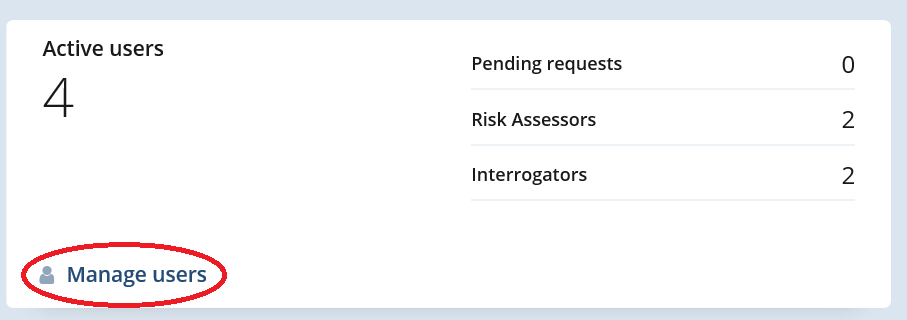 Active users
4
Pending requests 0
Risk Assessors 2
Interrogators 2
Manage users